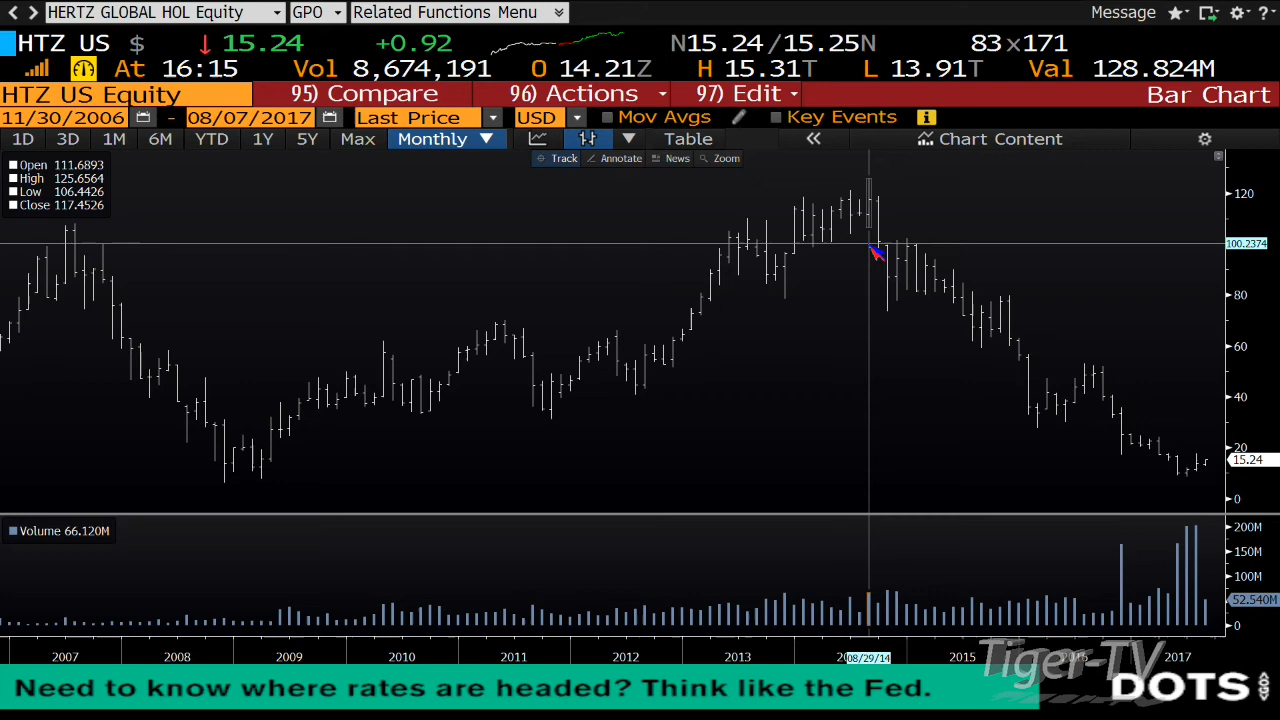 HERTZ GLOBAL HOL Equity GPO Related Functions Menu Message ?
HTZ US $ ↓ 15.24 +0.92 N15.24/15.25N 83x171
At 16:15 Vol 8,674,191 O 14.21Z H 15.31T L 13.91T Val 128.824M
HTZ US Equity 95) Compare 96) Actions 97) Edit Bar Chart
11/30/2006 - 08/07/2017 Last Price USD Mov Avgs Key Events
1D 3D 1M 6M YTD 1Y 5Y Max Monthly ▼ Table « Chart Content
Track Annotate News Zoom
Open 111.6893
High 125.6564
Low 106.4426
Close 117.4526
120
100.2374
80
60
40
20
15.24
0
Volume 66.120M
200M
150M
100M
52.540M
0
2007 2008 2009 2010 2011 2012 2013 08/29/14 2015 2016 2017
Tiger-TV
Need to know where rates are headed? Think like the Fed.
DOTS